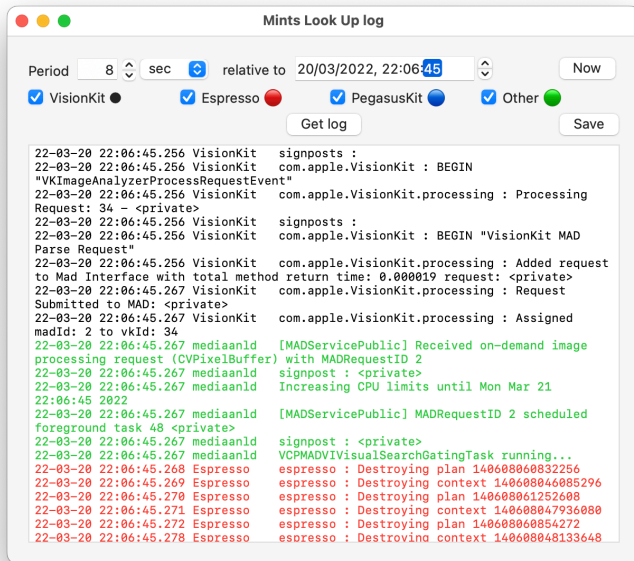 Mints Look Up log
Period 8 sec relative to 20/03/2022, 22:06:45 Now
VisionKit Espresso PegasusKit Other
Get log Save
22-03-20 22:06:45.256 VisionKit signposts :
22-03-20 22:06:45.256 VisionKit com.apple.VisionKit : BEGIN
"VKImageAnalyzerProcessRequestEvent"
22-03-20 22:06:45.256 VisionKit com.apple.VisionKit.processing : Processing
Request: 34 — <private>
22-03-20 22:06:45.256 VisionKit signposts :
22-03-20 22:06:45.256 VisionKit com.apple.VisionKit : BEGIN "VisionKit MAD
Parse Request"
22-03-20 22:06:45.256 VisionKit com.apple.VisionKit.processing : Added request
to Mad Interface with total method return time: 0.000019 request: <private>
22-03-20 22:06:45.267 VisionKit com.apple.VisionKit.processing : Request
Submitted to MAD: <private>
22-03-20 22:06:45.267 VisionKit com.apple.VisionKit.processing : Assigned
madId: 2 to vkId: 34
22-03-20 22:06:45.267 mediaanld [MADServicePublic] Received on-demand image
processing request (CVPixelBuffer) with MADRequestID 2
22-03-20 22:06:45.267 mediaanld signpost : <private>
22-03-20 22:06:45.267 mediaanld Increasing CPU limits until Mon Mar 21
22:06:45 2022
22-03-20 22:06:45.267 mediaanld [MADServicePublic] MADRequestID 2 scheduled
foreground task 48 <private>
22-03-20 22:06:45.267 mediaanld signpost : <private>
22-03-20 22:06:45.267 mediaanld VCPMADVIVisualSearchGatingTask running...
22-03-20 22:06:45.268 Espresso espresso : Destroying plan 140608060832256
22-03-20 22:06:45.269 Espresso espresso : Destroying context 140608046085296
22-03-20 22:06:45.270 Espresso espresso : Destroying plan 140608061252608
22-03-20 22:06:45.271 Espresso espresso : Destroying context 140608047936080
22-03-20 22:06:45.272 Espresso espresso : Destroying plan 140608060854272
22-03-20 22:06:45.278 Espresso espresso : Destroying context 140608048133648